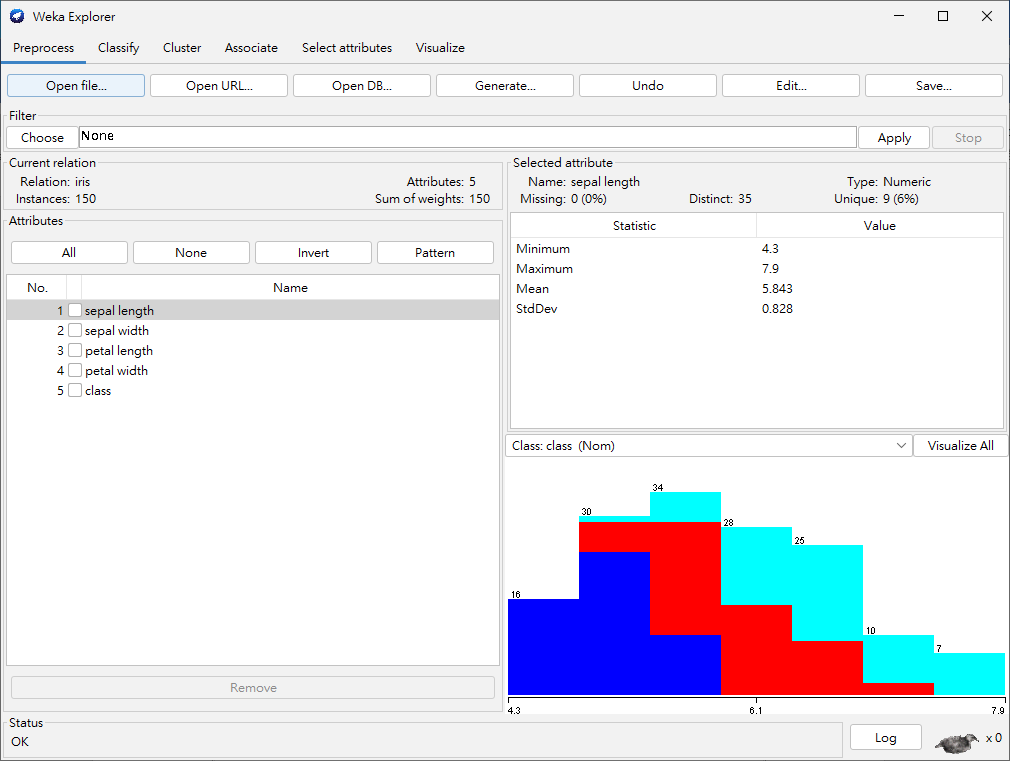 Weka Explorer
Preprocess Classify Cluster Associate Select attributes Visualize
Open file... Open URL... Open DB... Generate... Undo Edit... Save...
Filter
Choose None Apply Stop
Current relation
Relation: iris Attributes: 5
Instances: 150 Sum of weights: 150
Attributes
All None Invert Pattern
No. Name
1 sepal length
2 sepal width
3 petal length
4 petal width
5 class
Remove
Selected attribute
Name: sepal length Type: Numeric
Missing: 0 (0%) Distinct: 35 Unique: 9 (6%)
Statistic Value
Minimum 4.3
Maximum 7.9
Mean 5.843
StdDev 0.828
Class: class (Nom) Visualize All
16 30 34 28 25 10 7
4.3 6.1 7.9
Status
OK
Log x 0